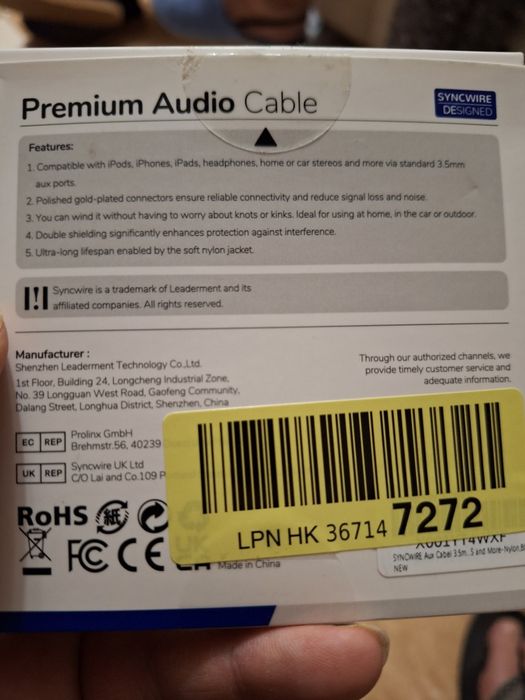 Premium Audio Cable
SYNCWIRE
DESIGNED
Features:
1. Compatible with iPods, iPhones, iPads, headphones, home or car stereos and more via standard 3.5mm
aux ports.
2. Polished gold-plated connectors ensure reliable connectivity and reduce signal loss and noise.
3. You can wind it without having to worry about knots or kinks. Ideal for using at home, in the car or outdoor.
4. Double shielding significantly enhances protection against interference.
5. Ultra-long lifespan enabled by the soft nylon jacket.
Syncwire is a trademark of Leaderment and its
affiliated companies. All rights reserved.
Manufacturer :
Shenzhen Leaderment Technology Co.,Ltd.
1st Floor, Building 24, Longcheng Industrial Zone,
No. 39 Longguan West Road, Gaofeng Community,
Dalang Street, Longhua District, Shenzhen, China
Through our authorized channels, we
provide timely customer service and
adequate information.
EC REP
Prolinx GmbH
Brehmstr.56, 40239
UK REP
Syncwire UK Ltd
C/O Lai and Co.109
RoHS
紙
FC CE
Made in China
LPN HK 36714 7272
SYNCWIRE Aux Cabel 3.5m...S and More-Nylon
NEW